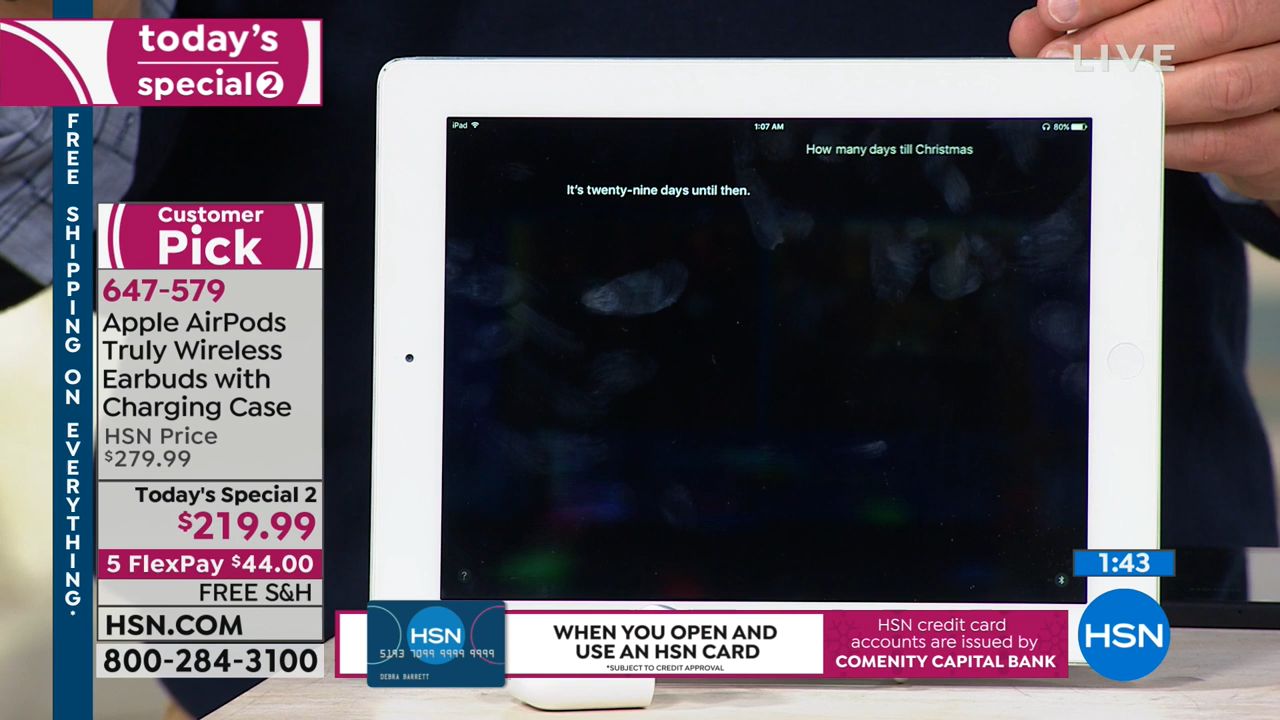 today's
special 2
LIVE
FREE SHIPPING ON EVERYTHING.*
Customer
Pick
647-579
Apple AirPods
Truly Wireless
Earbuds with
Charging Case
HSN Price
$279.99
Today's Special 2
$219.99
5 FlexPay $44.00
FREE S&H
HSN.COM
800-284-3100
iPad
1:07 AM
80%
How many days till Christmas
It's twenty-nine days until then.
?
1:43
HSN
HSN
5193 7099 9999 9999
DEBRA BARRETT
WHEN YOU OPEN AND
USE AN HSN CARD
*SUBJECT TO CREDIT APPROVAL
HSN credit card
accounts are issued by
COMENITY CAPITAL BANK